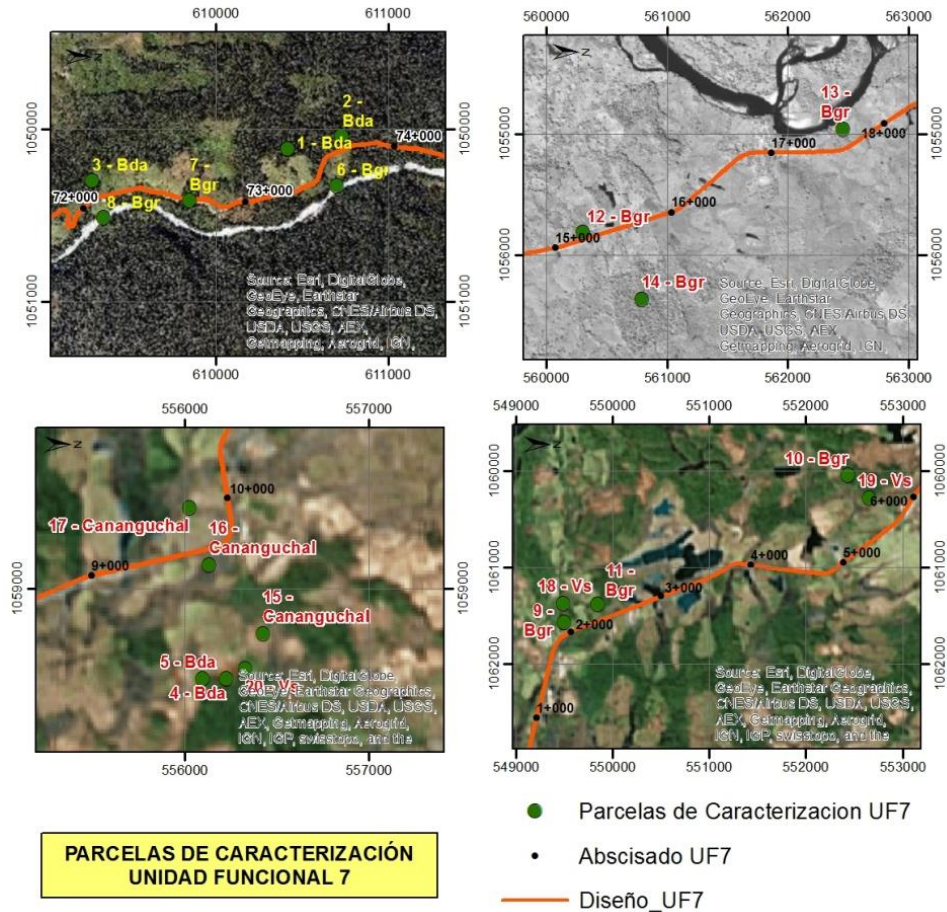 610000
611000
1050000
1051000
2 -
Bda
1 - Bda
74+000
3 - Bda
7 -
Bgr
6 - Bgr
73+000
72+000
8 - Bgr
Source: Esri, DigitalGlobe,
GeoEye, Earthstar
Geographics, CNES/Airbus DS,
USDA, USGS, AEX,
Getmapping, Aerogrid, IGN,
1050000
1051000
610000
611000
560000
561000
562000
563000
1055000
1056000
N
13 -
Bgr
18+000
17+000
16+000
12 - Bgr
15+000
14 - Bgr
Source: Esri, DigitalGlobe,
GeoEye, Earthstar
Geographics, CNES/Airbus DS,
USDA, USGS, AEX,
Getmapping, Aerogrid, IGN,
1055000
1056000
560000
561000
562000
563000
556000
557000
1059000
N
10+000
17 - Cananguchal
16 -
Cananguchal
9+000
15 -
Cananguchal
5 - Bda
4 - Bda
20 - Vs
Source: Esri, DigitalGlobe,
GeoEye, Earthstar Geographics,
CNES/Airbus DS, USDA, USGS,
AEX, Getmapping, Aerogrid,
IGN, IGP, swisstopo, and the
1059000
556000
557000
549000
550000
551000
552000
553000
1060000
1061000
1062000
N
10 - Bgr
19 - Vs
6+000
5+000
4+000
11 -
Bgr
3+000
18 - Vs
9 -
Bgr
2+000
1+000
Source: Esri, DigitalGlobe,
GeoEye, Earthstar Geographics,
CNES/Airbus DS, USDA, USGS,
AEX, Getmapping, Aerogrid,
IGN, IGP, swisstopo, and the
1060000
1061000
1062000
549000
550000
551000
552000
553000
PARCELAS DE CARACTERIZACIÓN
UNIDAD FUNCIONAL 7
Parcelas de Caracterizacion UF7
Abscisado UF7
Diseño_UF7